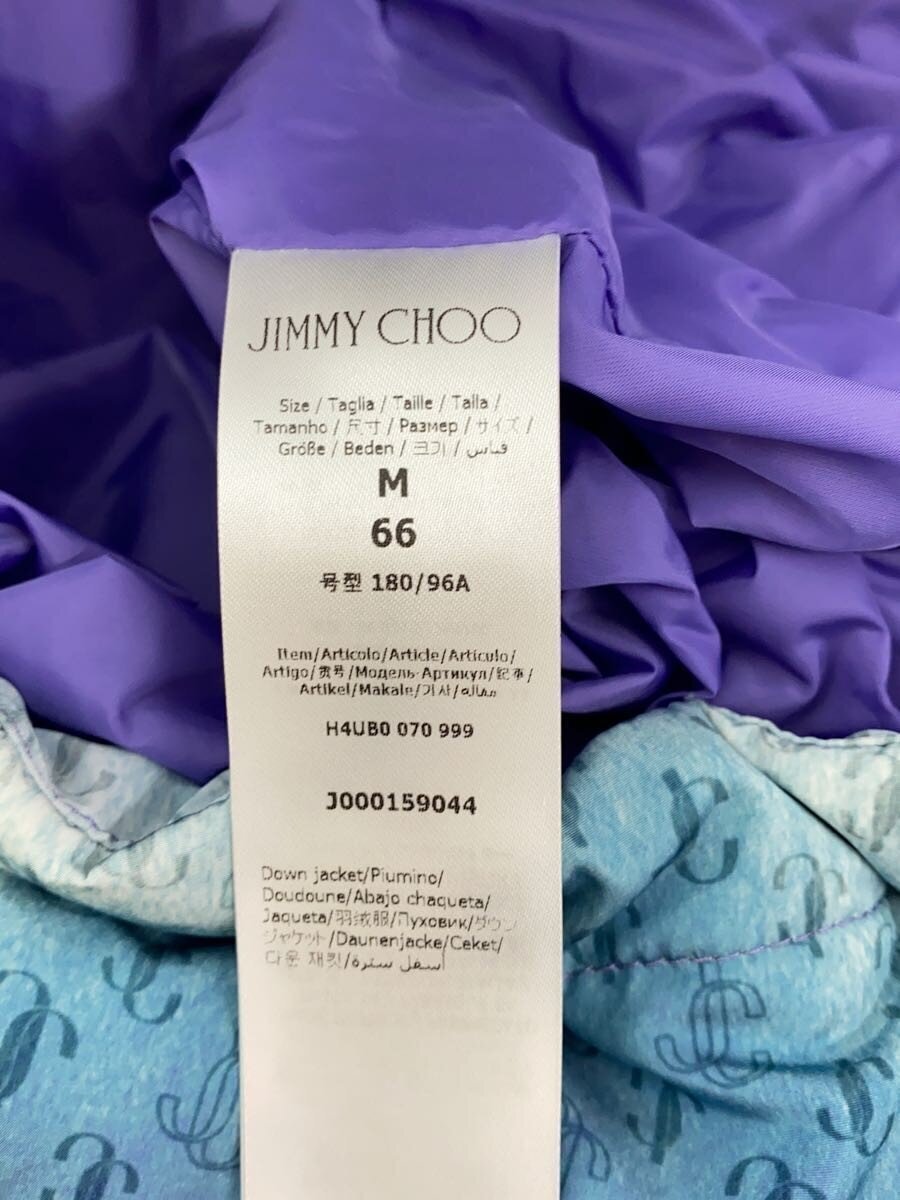 JIMMY CHOO
Size / Taglia / Taille / Talla /
Tamanho / 尺寸 / Размер / サイズ /
Größe / Beden / 크기 / قياس
M
66
号型 180/96A
Item/Articolo/Article/Artículo/
Artigo/货号/Модель-Артикул/記事/
Artikel/Makale/기사/مقالة
H4UB0 070 999
J000159044
Down jacket/Piumino/
Doudoune/Abajo chaqueta/
Jaqueta/羽绒服/Пуховик/ダウン
ジャケット/Daunenjacke/Ceket/
다운 재킷/أسفل سترة
JC